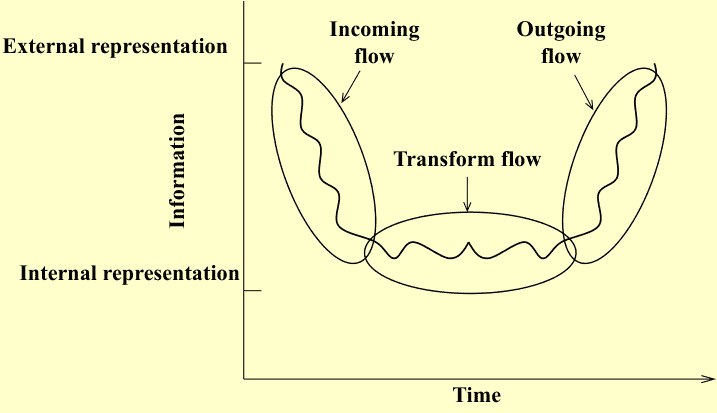 External representation
Incoming
flow
Outgoing
flow
Information
Transform flow
Internal representation
Time